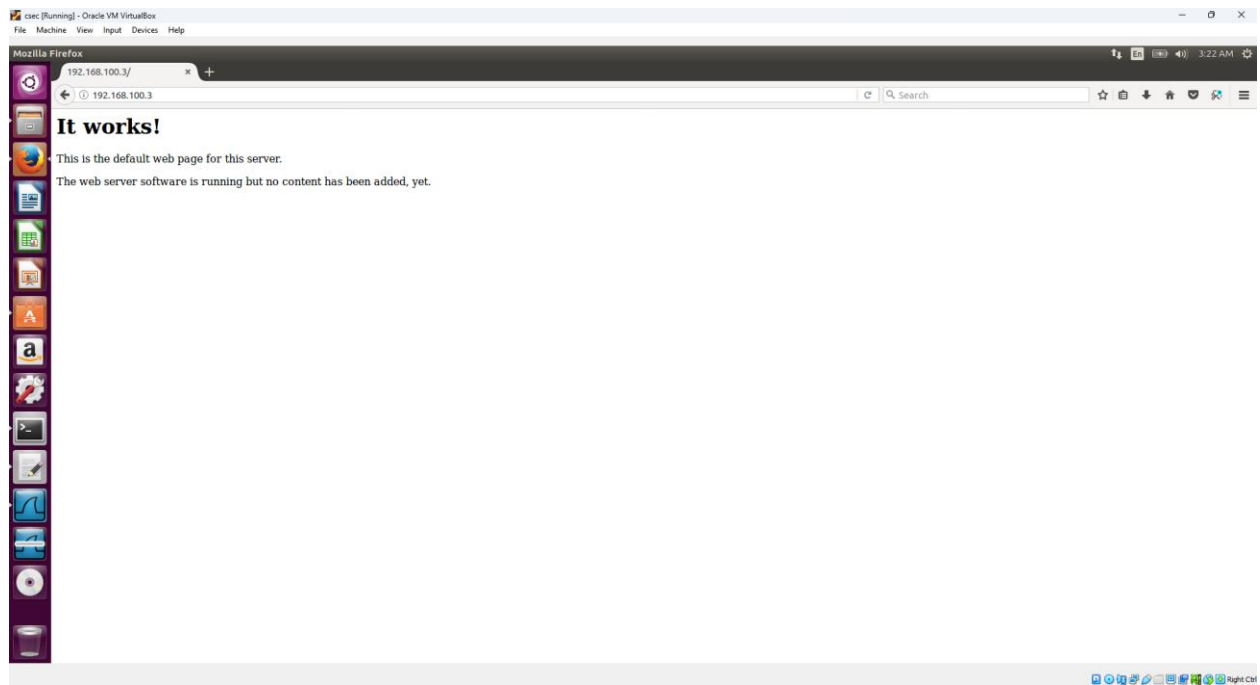 csec [Running] - Oracle VM VirtualBox
File Machine View Input Devices Help
Mozilla Firefox
En
3:22 AM
192.168.100.3/
192.168.100.3
Search
It works!
This is the default web page for this server.
The web server software is running but no content has been added, yet.
Right Ctrl